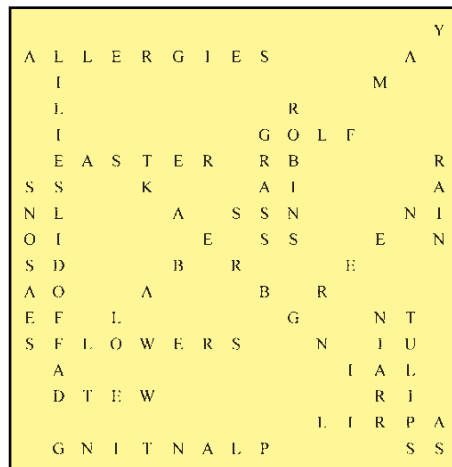 Y
A L L E R G I E S A
I M
L R
I G O L F
E A S T E R R B R
S S K A I A
N L A S S N N I
O I E S S E N
S D B R E
A O A B R
E F L G N T
S F L O W E R S N I U
A I A L
D T E W R I
L I R P A
G N I T N A L P S S